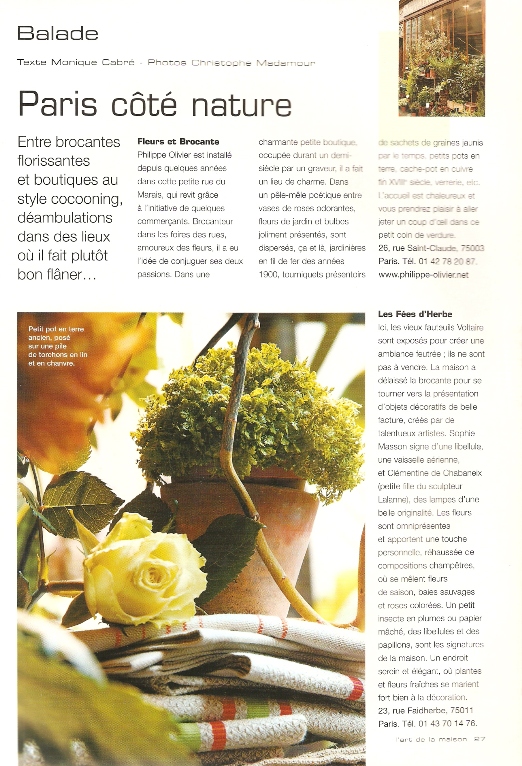 Balade
Texte Monique Cabré - Photos Christophe Madamour
Paris côté nature
Entre brocantes
florissantes
et boutiques au
style cocooning,
déambulations
dans des lieux
où il fait plutôt
bon flâner...
Fleurs et Brocante
Philippe Olivier est installé
depuis quelques années
dans cette petite rue du
Marais, qui revit grâce
à l'initiative de quelques
commerçants. Brocanteur
dans les foires des rues,
amoureux des fleurs, il a eu
l'idée de conjuguer ses deux
passions. Dans une
charmante petite boutique,
occupée durant un demi-
siècle par un graveur, il a fait
un lieu de charme. Dans
un pêle-mêle poétique entre
vases de roses odorantes,
fleurs de jardin et bulbes
joliment présentés, sont
dispersés, ça et là, jardinières
en fil de fer des années
1900, tourniquets présentoirs
de sachets de graines jaunis
par le temps, petits pots en
terre, cache-pot en cuivre
fin XVIIIe siècle, verrerie, etc.
L'accueil est chaleureux et
vous prendrez plaisir à aller
jeter un coup d'œil dans ce
petit coin de verdure.
26, rue Saint-Claude, 75003
Paris. Tél. 01 42 78 20 87.
www.philippe-olivier.net
Petit pot en terre
ancien, posé
sur une pile
de torchons en lin
et en chanvre.
Les Fées d'Herbe
Ici, les vieux fauteuils Voltaire
sont exposés pour créer une
ambiance feutrée ; ils ne sont
pas à vendre. La maison a
délaissé la brocante pour se
tourner vers la présentation
d'objets décoratifs de belle
facture, créés par de
talentueux artistes. Sophie
Masson signe d'une libellule,
une vaisselle aérienne,
et Clémentine de Chabaneix
(petite fille du sculpteur
Lalanne), des lampes d'une
belle originalité. Les fleurs
sont omniprésentes
et apportent une touche
personnelle, réhaussée de
compositions champêtres,
où se mêlent fleurs
de saison, baies sauvages
et roses colorées. Un petit
insecte en plumes ou papier
mâché, des libellules et des
papillons, sont les signatures
de la maison. Un endroit
serein et élégant, où plantes
et fleurs fraîches se marient
fort bien à la décoration.
23, rue Faidherbe, 75011
Paris. Tél. 01 43 70 14 76.
l'art de la maison 27